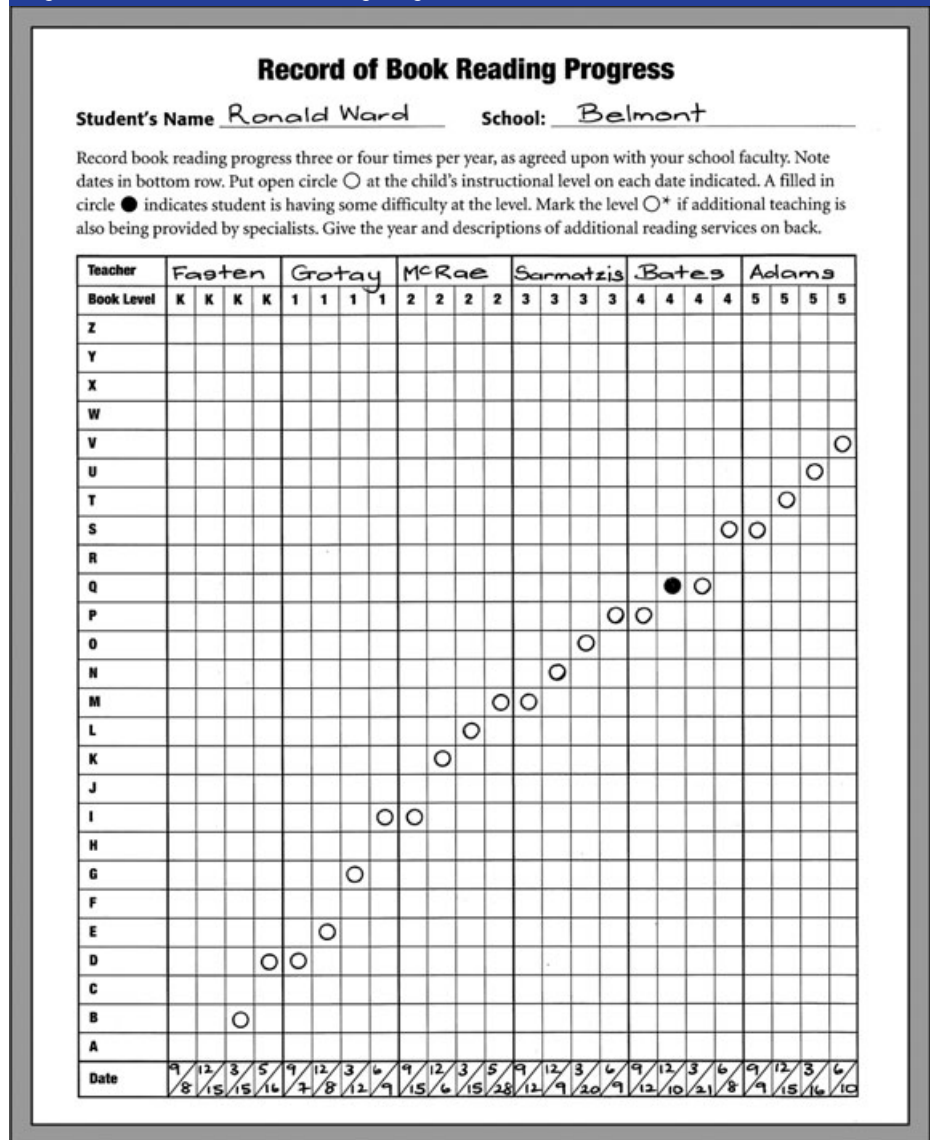 Record of Book Reading Progress
Student's Name Ronald Ward School: Belmont
Record book reading progress three or four times per year, as agreed upon with your school faculty. Note
dates in bottom row. Put open circle ○ at the child's instructional level on each date indicated. A filled in
circle ● indicates student is having some difficulty at the level. Mark the level ○* if additional teaching is
also being provided by specialists. Give the year and descriptions of additional reading services on back.
Teacher Fasten Gotay McRae Sarmatzis Bates Adams
Book Level K K K K 1 1 1 1 2 2 2 2 3 3 3 3 4 4 4 4 5 5 5 5
Z
Y
X
W
V
U
T
S
R
Q
P
O
N
M
L
K
J
I
H
G
F
E
D
C
B
A
Date 9/8 12/15 3/15 5/16 9/7 12/8 3/12 6/9 9/15 12/6 3/15 5/28 9/12 12/9 3/20 6/9 9/12 12/10 3/21 6/8 9/9 12/15 3/16 6/10